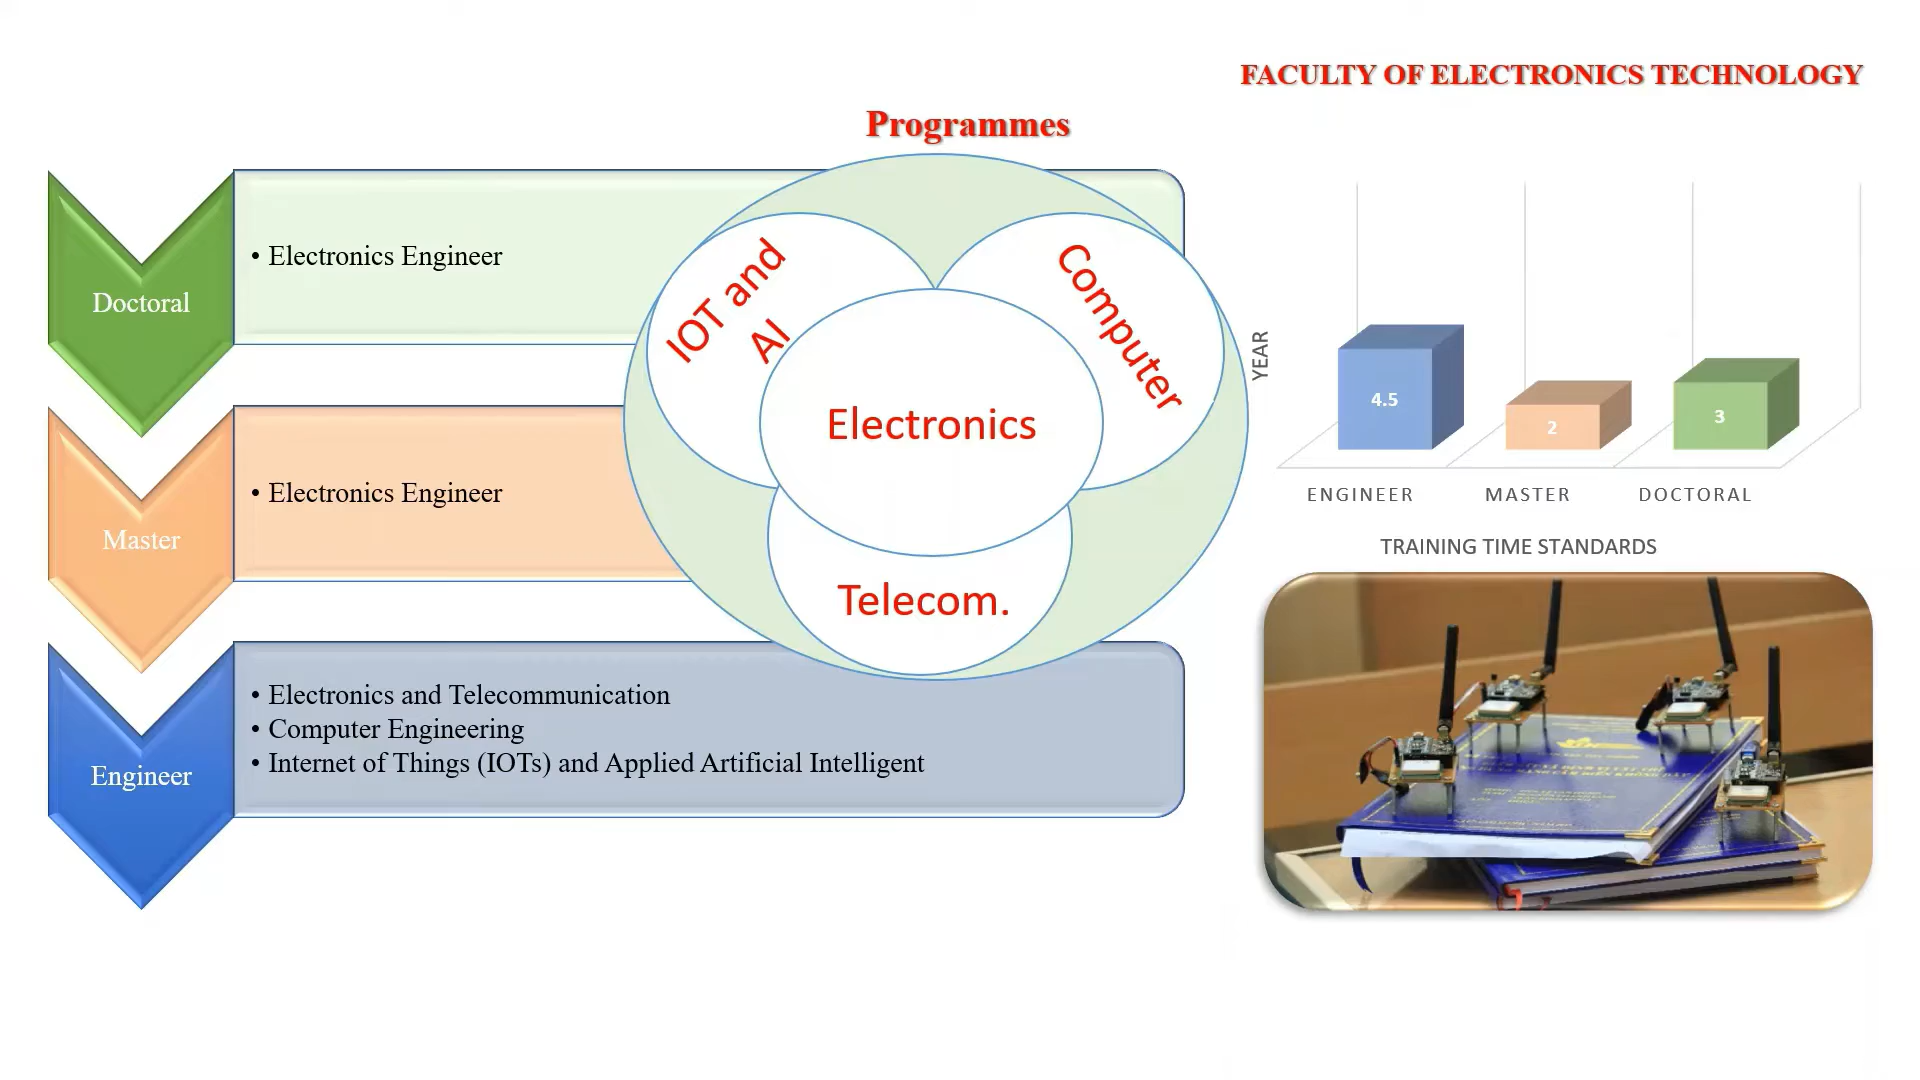 FACULTY OF ELECTRONICS TECHNOLOGY
Programmes
Doctoral
• Electronics Engineer
Master
• Electronics Engineer
Engineer
• Electronics and Telecommunication
• Computer Engineering
• Internet of Things (IOTs) and Applied Artificial Intelligent
IOT and
AI
Computer
Electronics
Telecom.
YEAR
4.5
2
3
ENGINEER
MASTER
DOCTORAL
TRAINING TIME STANDARDS